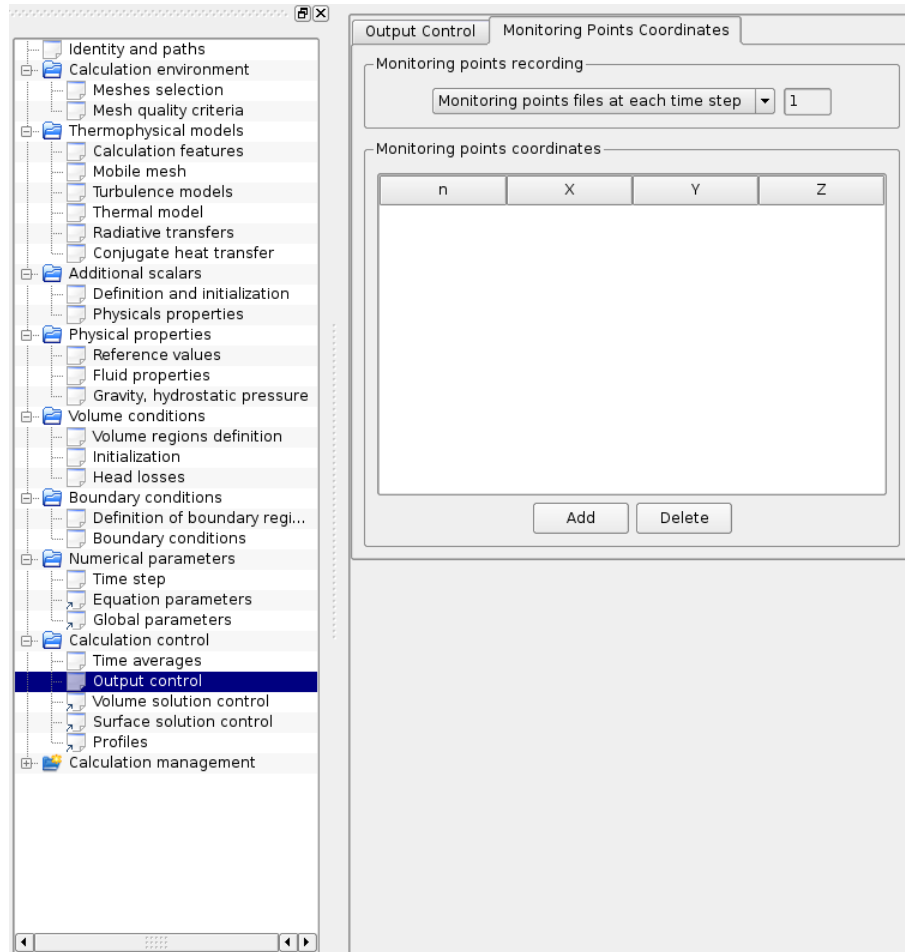 Identity and paths
Calculation environment
Meshes selection
Mesh quality criteria
Thermophysical models
Calculation features
Mobile mesh
Turbulence models
Thermal model
Radiative transfers
Conjugate heat transfer
Additional scalars
Definition and initialization
Physicals properties
Physical properties
Reference values
Fluid properties
Gravity, hydrostatic pressure
Volume conditions
Volume regions definition
Initialization
Head losses
Boundary conditions
Definition of boundary regi...
Boundary conditions
Numerical parameters
Time step
Equation parameters
Global parameters
Calculation control
Time averages
Output control
Volume solution control
Surface solution control
Profiles
Calculation management
Output Control Monitoring Points Coordinates
Monitoring points recording
Monitoring points files at each time step 1
Monitoring points coordinates
n X Y Z
Add Delete